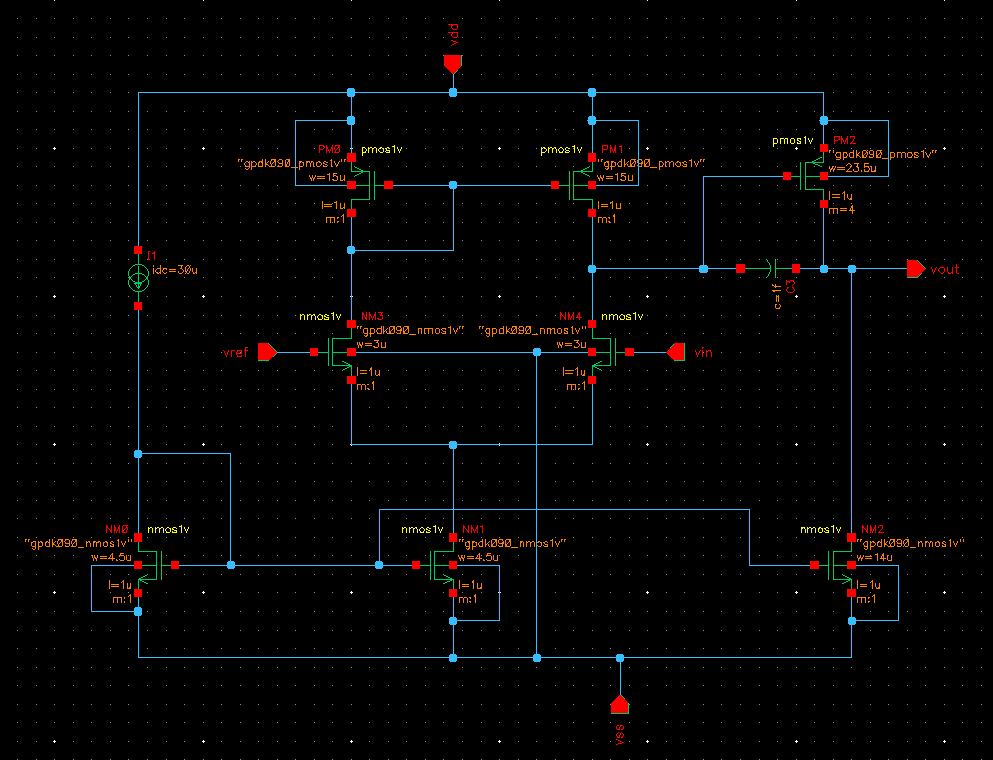 vdd
PM0 pmos1v
"gpdk090_pmos1v"
w=15u
l=1u
m:1
pmos1v PM1
"gpdk090_pmos1v"
w=15u
l=1u
m:1
pmos1v PM2
"gpdk090_pmos1v"
w=23.5u
l=1u
m=4
I1
idc=30u
C3
c=1f
vout
nmos1v NM3
"gpdk090_nmos1v"
w=3u
l=1u
m:1
vref
NM4 nmos1v
"gpdk090_nmos1v"
w=3u
l=1u
m:1
vin
NM0 nmos1v
"gpdk090_nmos1v"
w=4.5u
l=1u
m:1
nmos1v NM1
"gpdk090_nmos1v"
w=4.5u
l=1u
m:1
nmos1v NM2
"gpdk090_nmos1v"
w=14u
l=1u
m:1
vss